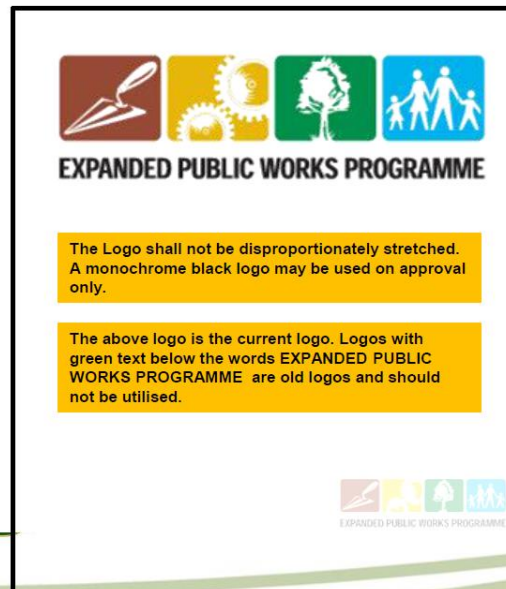 EXPANDED PUBLIC WORKS PROGRAMME
The Logo shall not be disproportionately stretched.
A monochrome black logo may be used on approval
only.
The above logo is the current logo. Logos with
green text below the words EXPANDED PUBLIC
WORKS PROGRAMME are old logos and should
not be utilised.
EXPANDED PUBLIC WORKS PROGRAMME